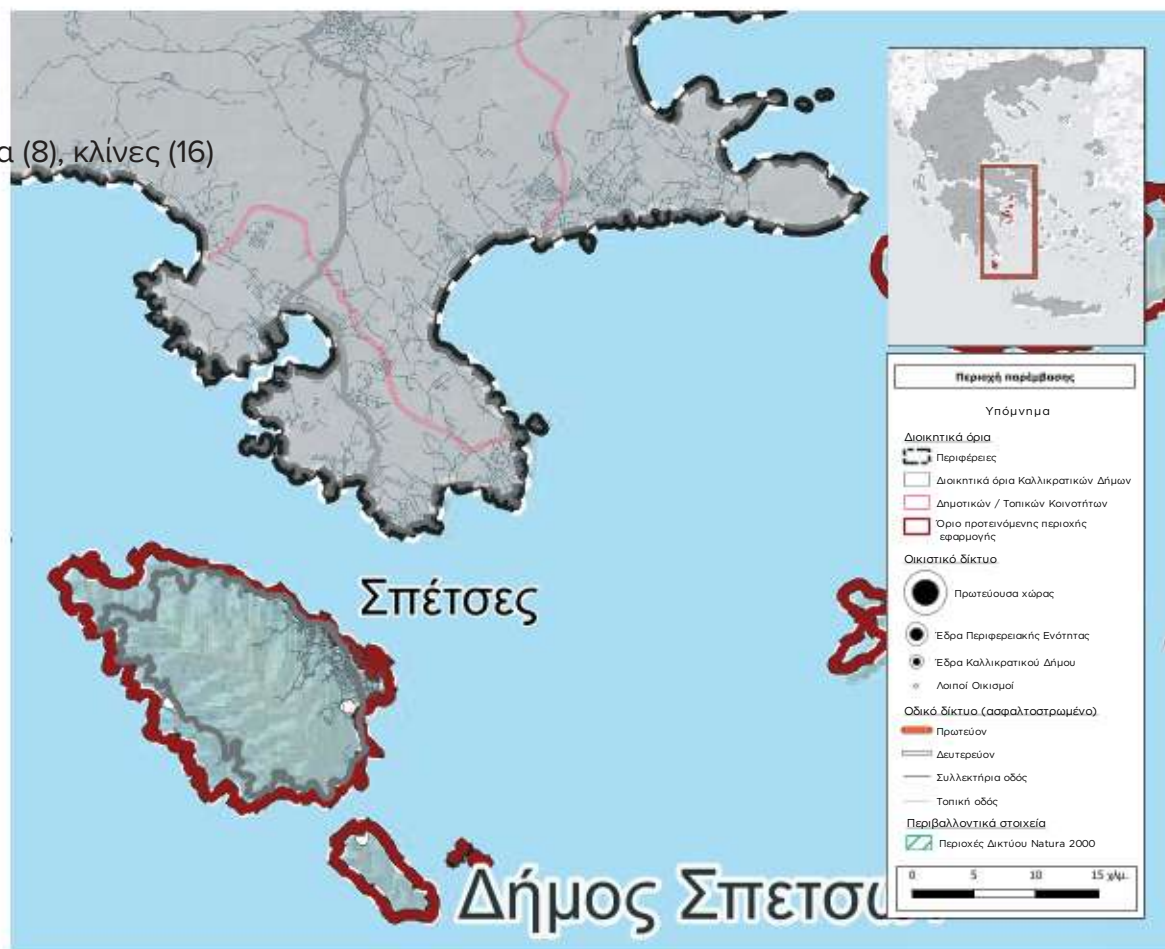 (8), κλίνες (16)
Σπέτσες
Δήμος
Περιοχή παρέμβασης
Υπόμνημα
Διοικητικά όρια
Περιφέρειες
Διοικητικά όρια Καλλικρατικών Δήμων
Δημοτικών / Τοπικών Κοινοτήτων
Όριο προτεινόμενης περιοχής
εφαρμογής
Οικιστικό δίκτυο
Πρωτεύουσα χώρας
Έδρα Περιφερειακής Ενότητας
Έδρα Καλλικρατικού Δήμου
Λοιποί Οικισμοί
Οδικό δίκτυο (ασφαλτοστρωμένο)
Πρωτεύον
Δευτερεύον
Συλλεκτήρια οδός
Τοπική οδός
Περιβαλλοντικά στοιχεία
Περιοχές Δικτύου Natura 2000
0 5 10 15 χλμ.